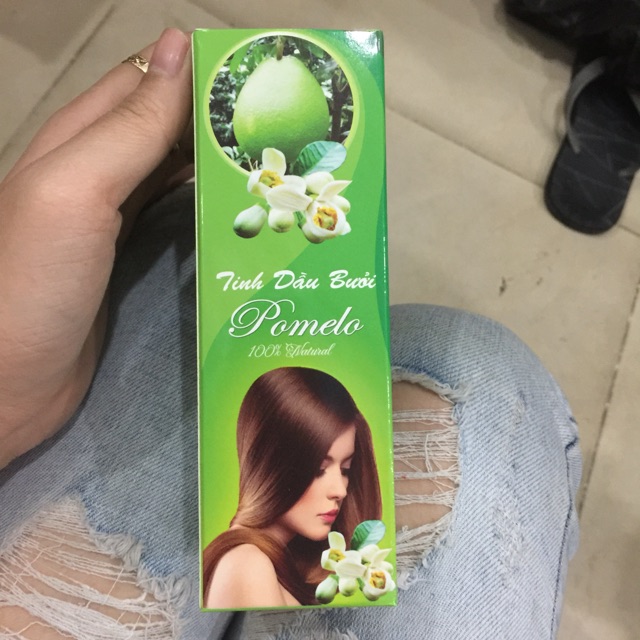 Tinh Dầu Bưởi
Pomelo
100% Natural